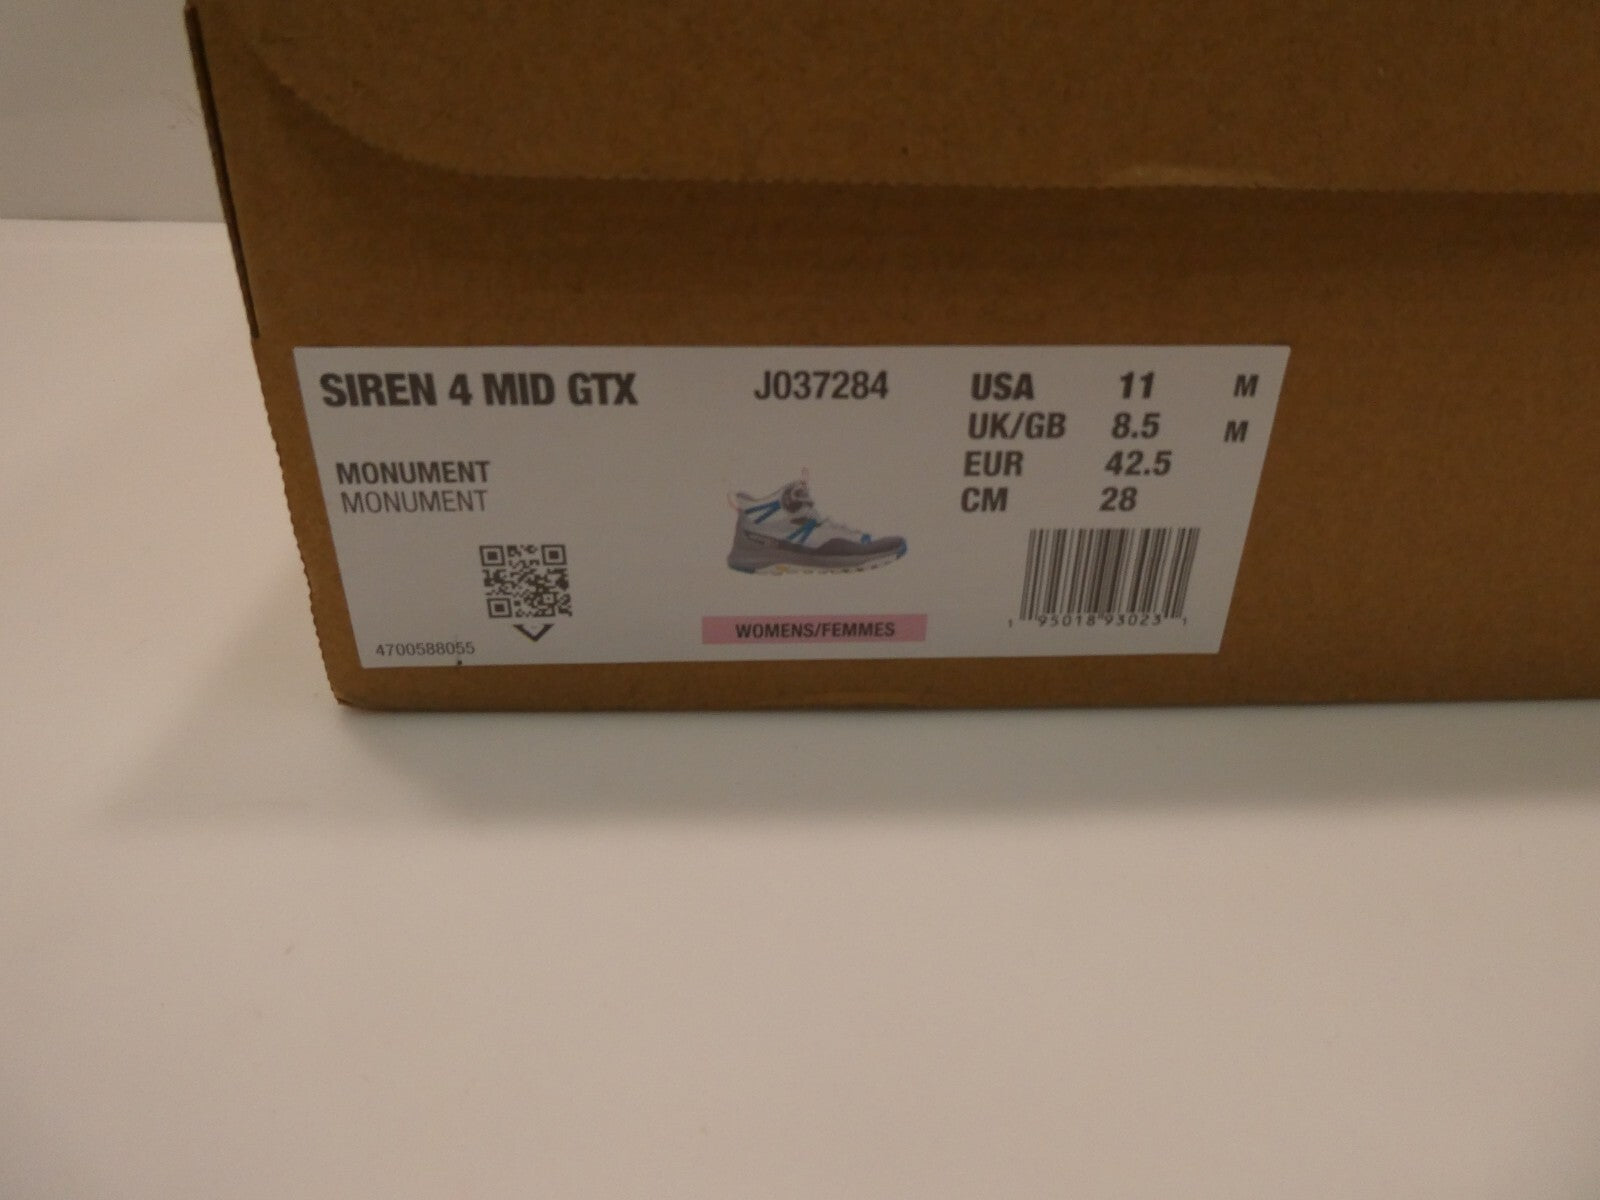 SIREN 4 MID GTX
J037284
USA 11 M
UK/GB 8.5 M
EUR 42.5
CM 28
MONUMENT
MONUMENT
4700588055
WOMENS/FEMMES
1 95018 93023 1